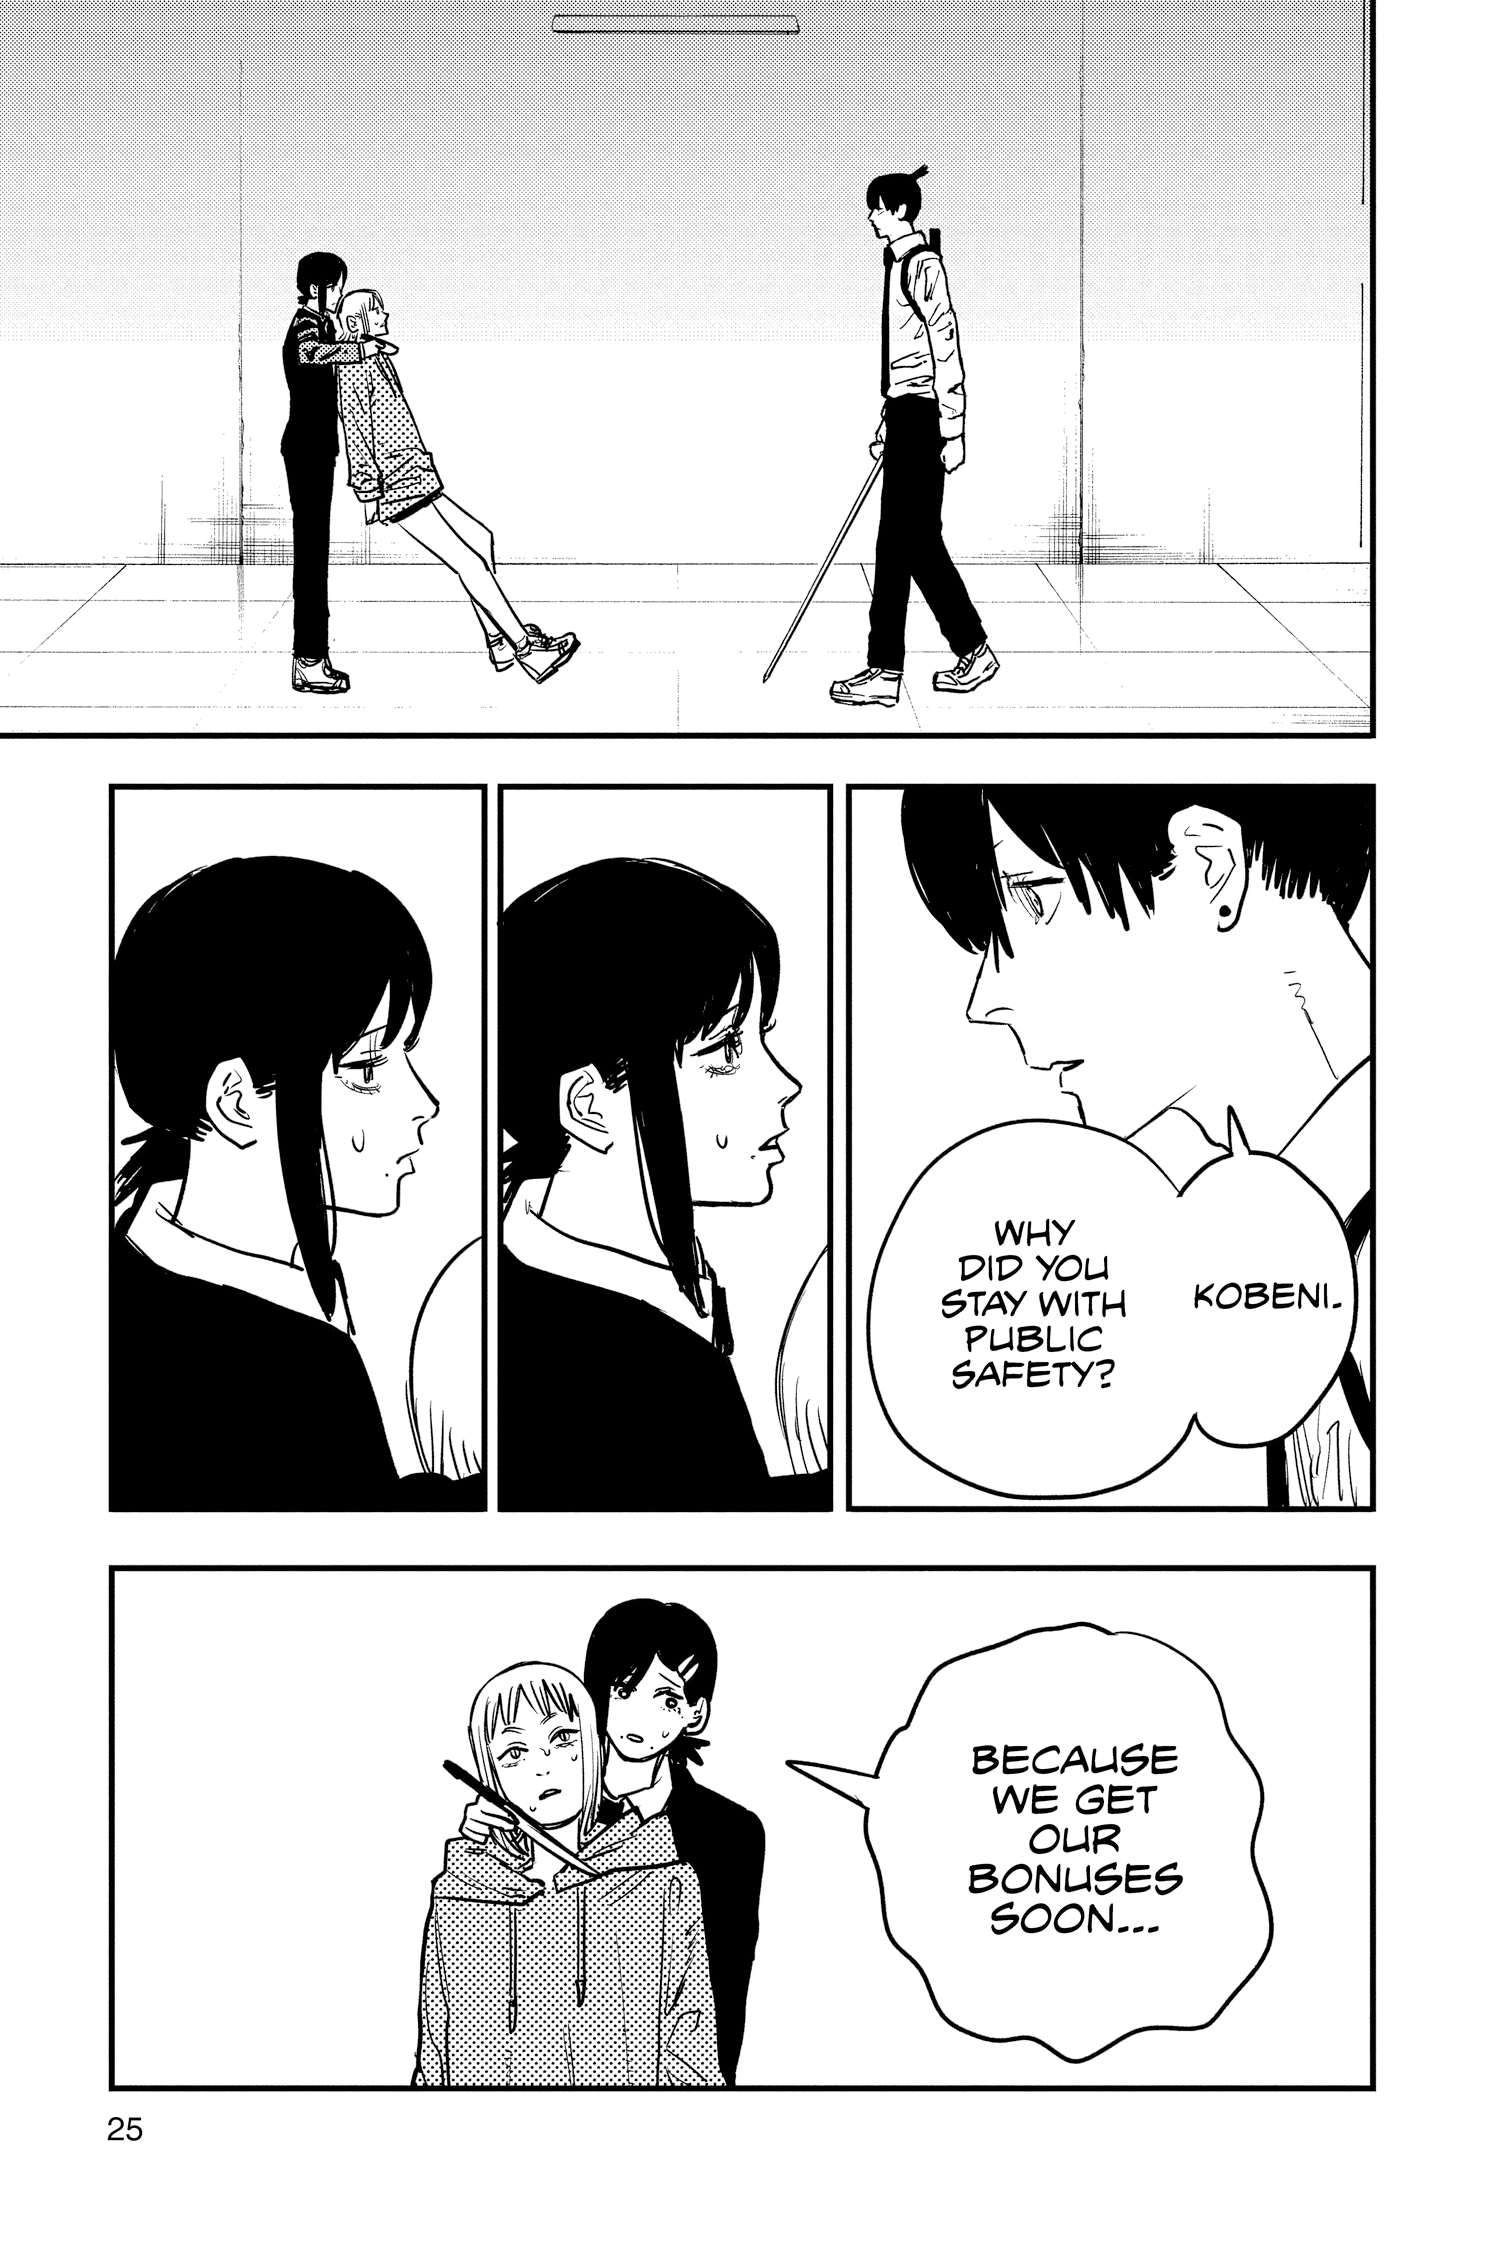 KOBENI.
WHY
DID YOU
STAY WITH
PUBLIC
SAFETY?
BECAUSE
WE GET
OUR
BONUSES
SOON...
25